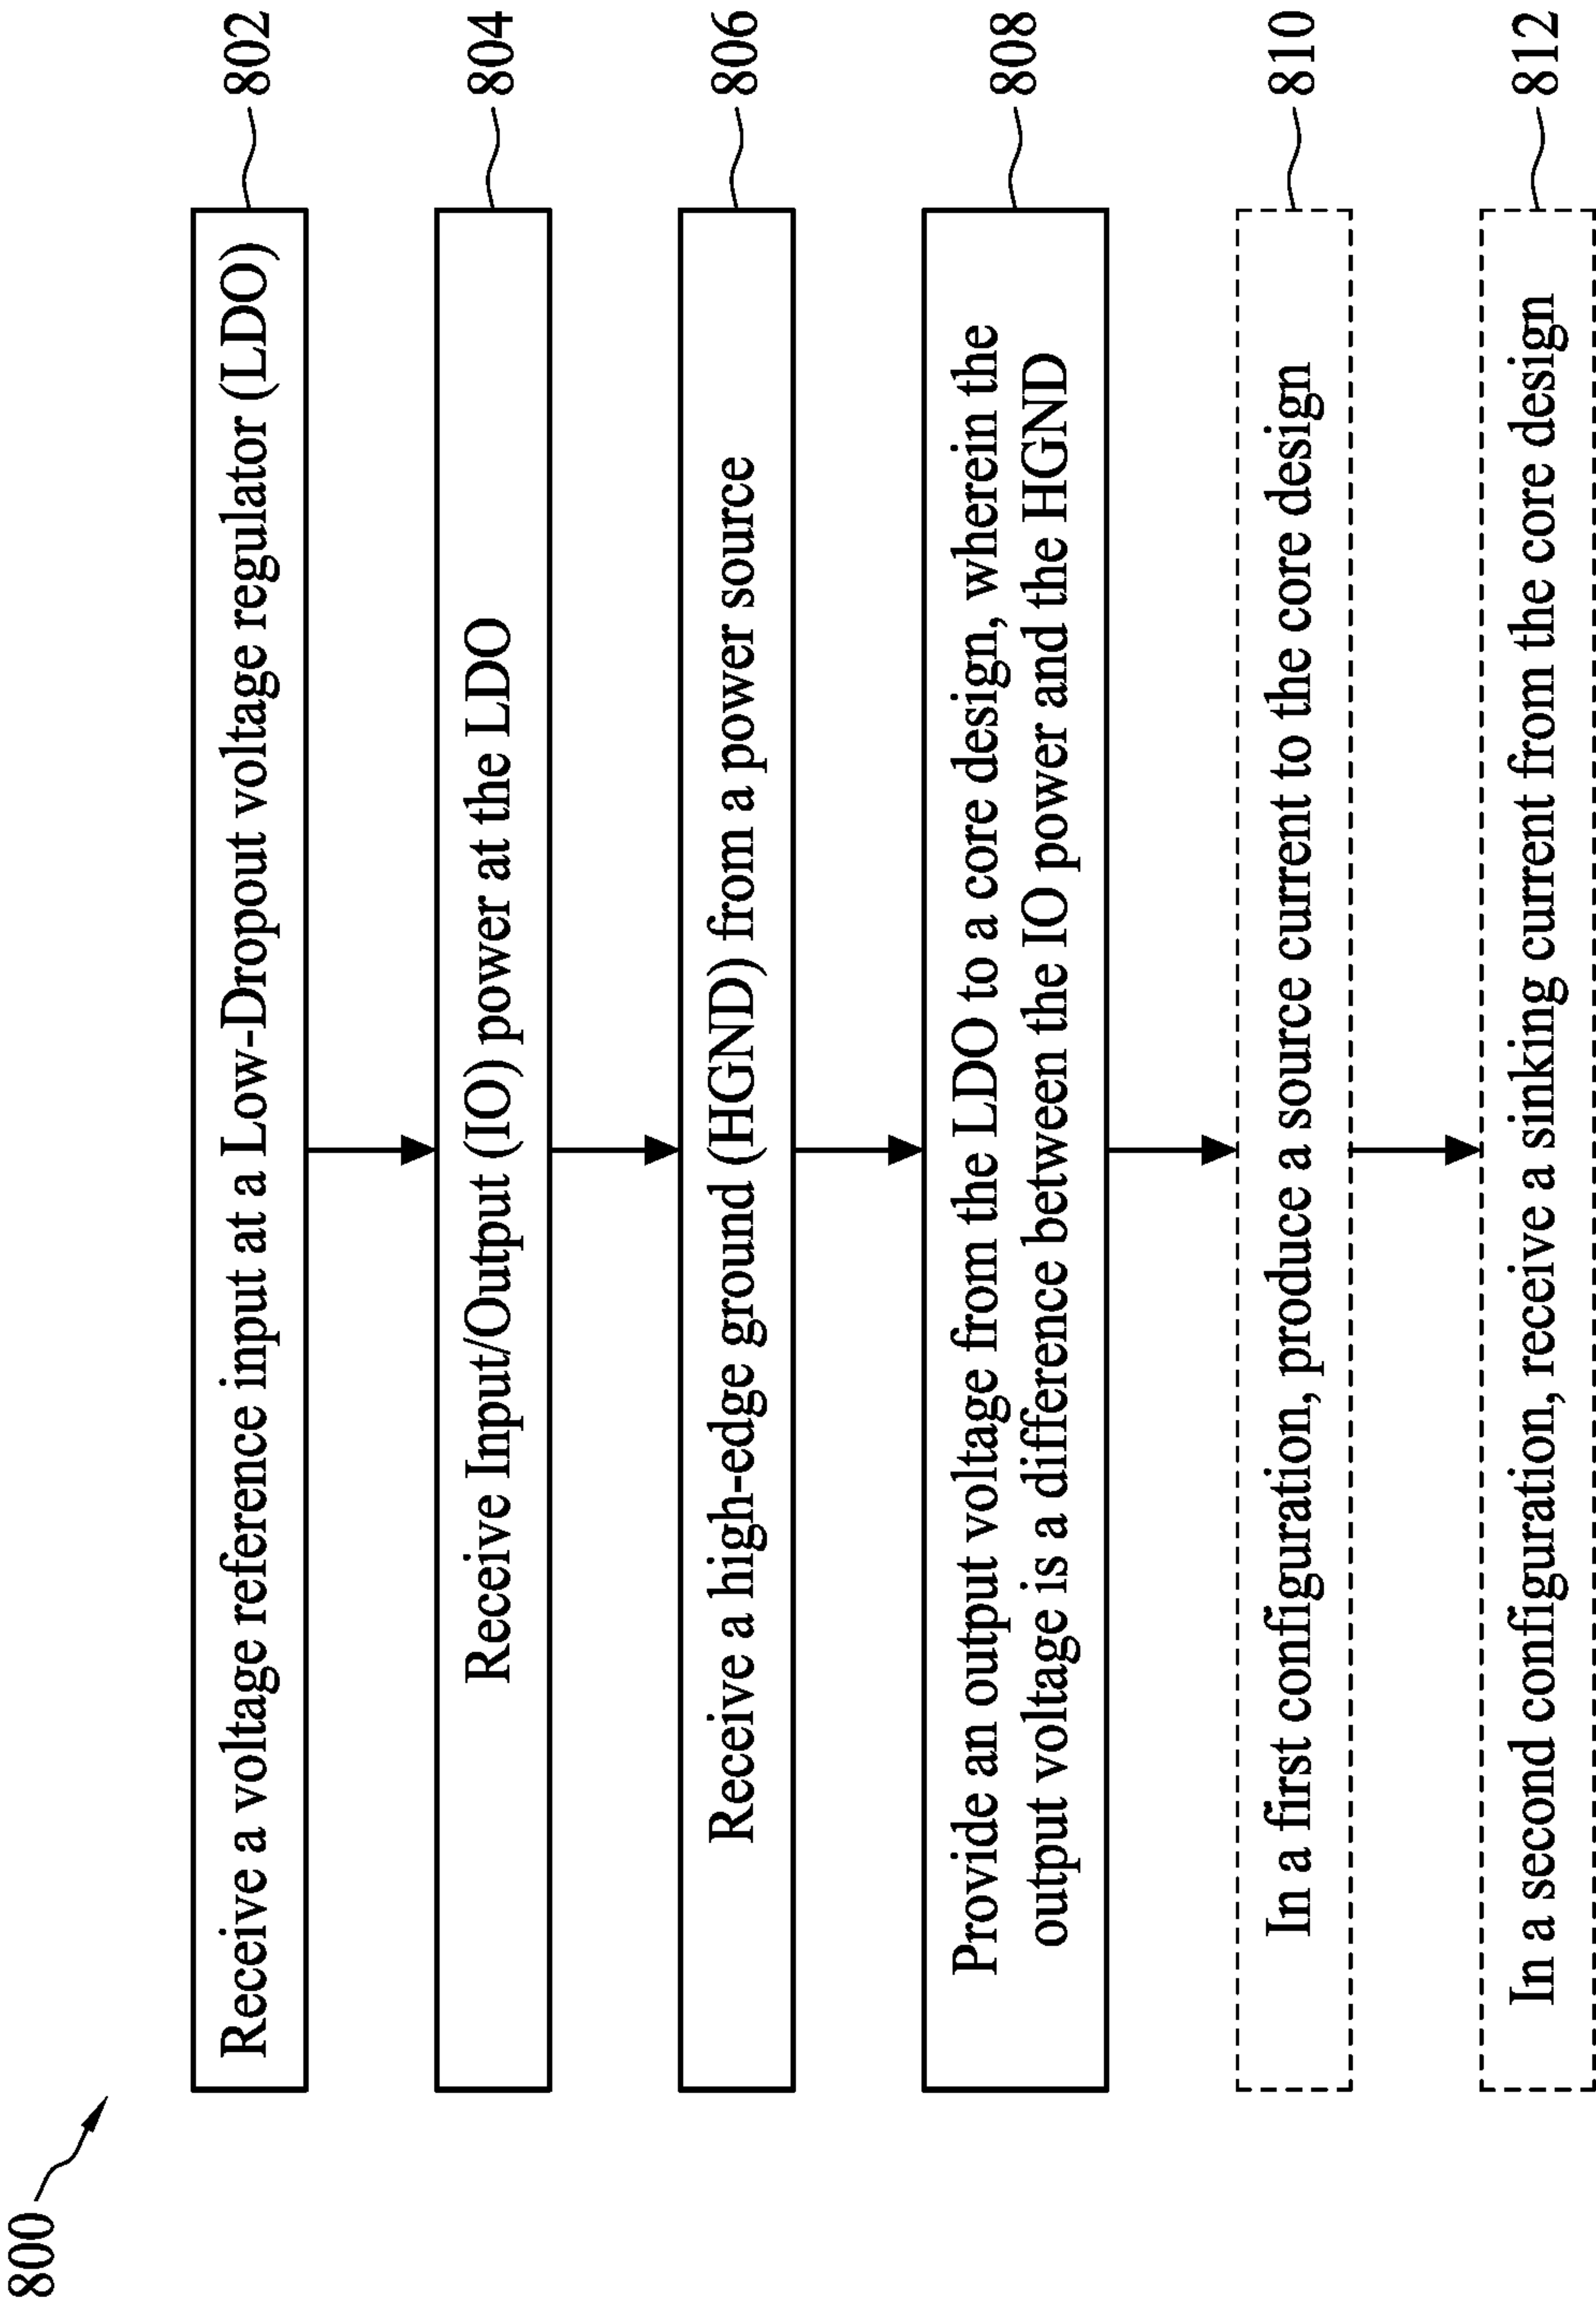 800
Receive a voltage reference input at a Low-Dropout voltage regulator (LDO)
802
Receive Input/Output (IO) power at the LDO
804
Receive a high-edge ground (HGND) from a power source
806
Provide an output voltage from the LDO to a core design, wherein the
output voltage is a difference between the IO power and the HGND
808
In a first configuration, produce a source current to the core design
810
In a second configuration, receive a sinking current from the core design
812